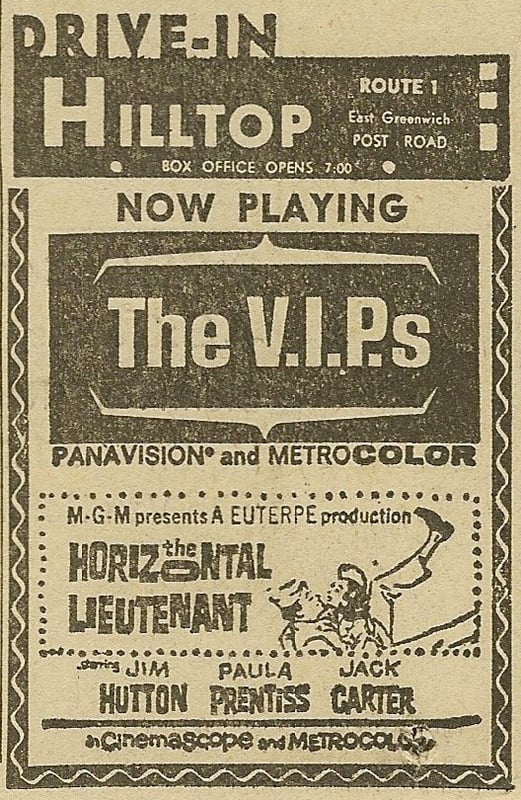 DRIVE-IN
HILLTOP
ROUTE 1
East Greenwich
POST ROAD
BOX OFFICE OPENS 7:00
NOW PLAYING
The V.I.P.s
PANAVISION® and METROCOLOR
M-G-M presents A EUTERPE production
the
HORIZONTAL
LIEUTENANT
starring JIM PAULA JACK
HUTTON PRENTISS CARTER
in CinemaScope and METROCOLOR